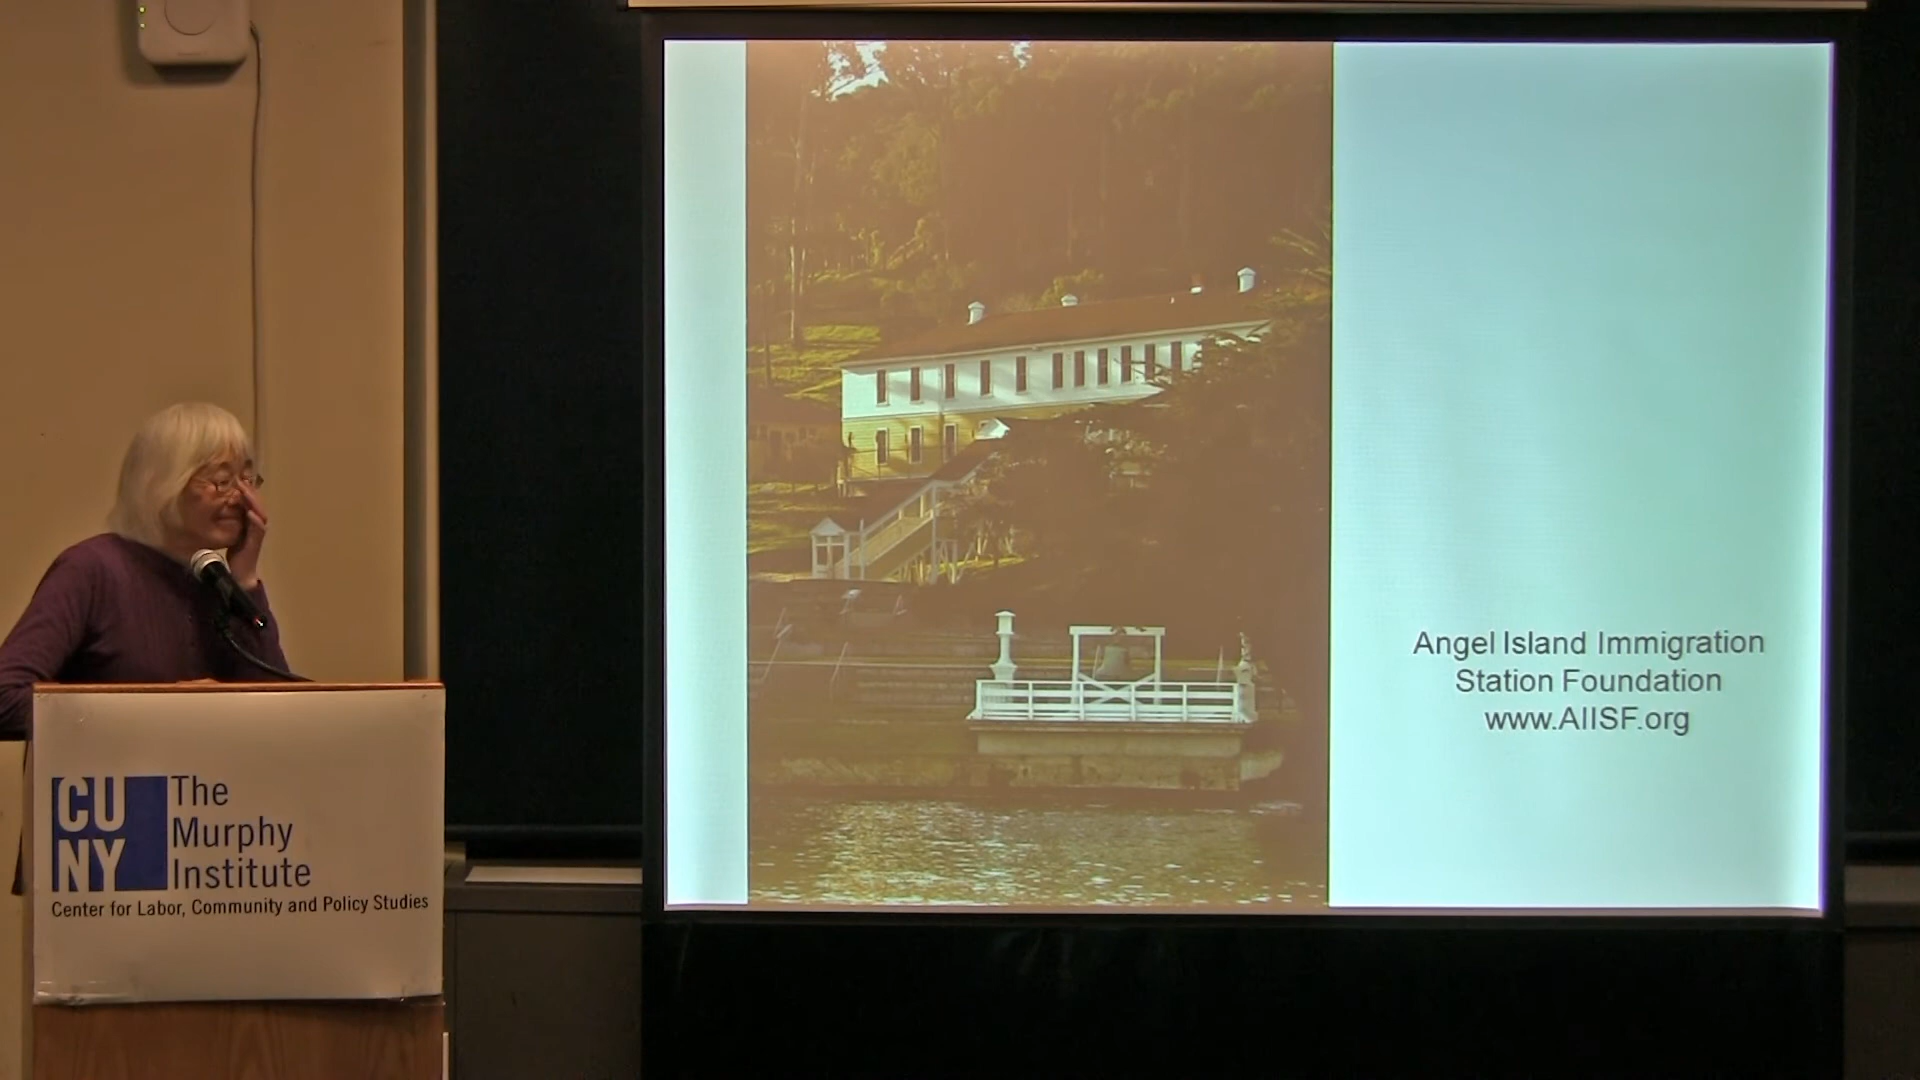 CU
NY
The
Murphy
Institute
Center for Labor, Community and Policy Studies
Angel Island Immigration
Station Foundation
www.AIISF.org